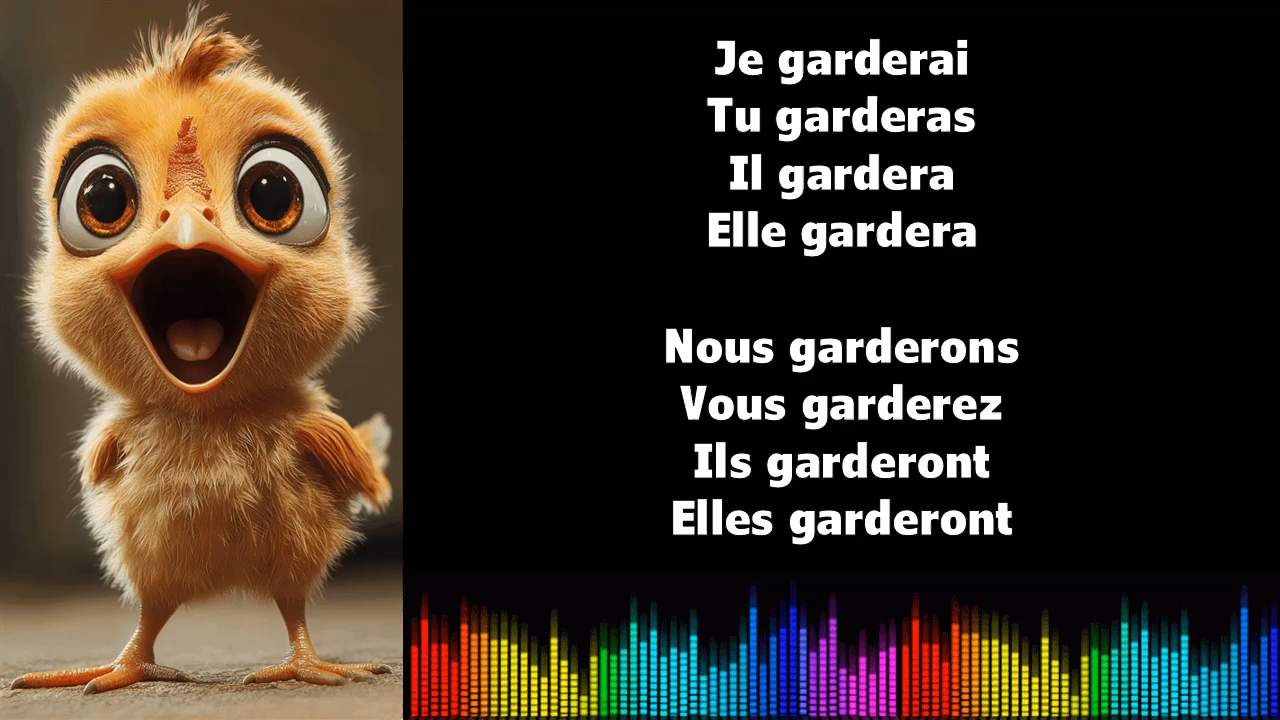 Je garderai
Tu garderas
Il gardera
Elle gardera
Nous garderons
Vous garderez
Ils garderont
Elles garderont